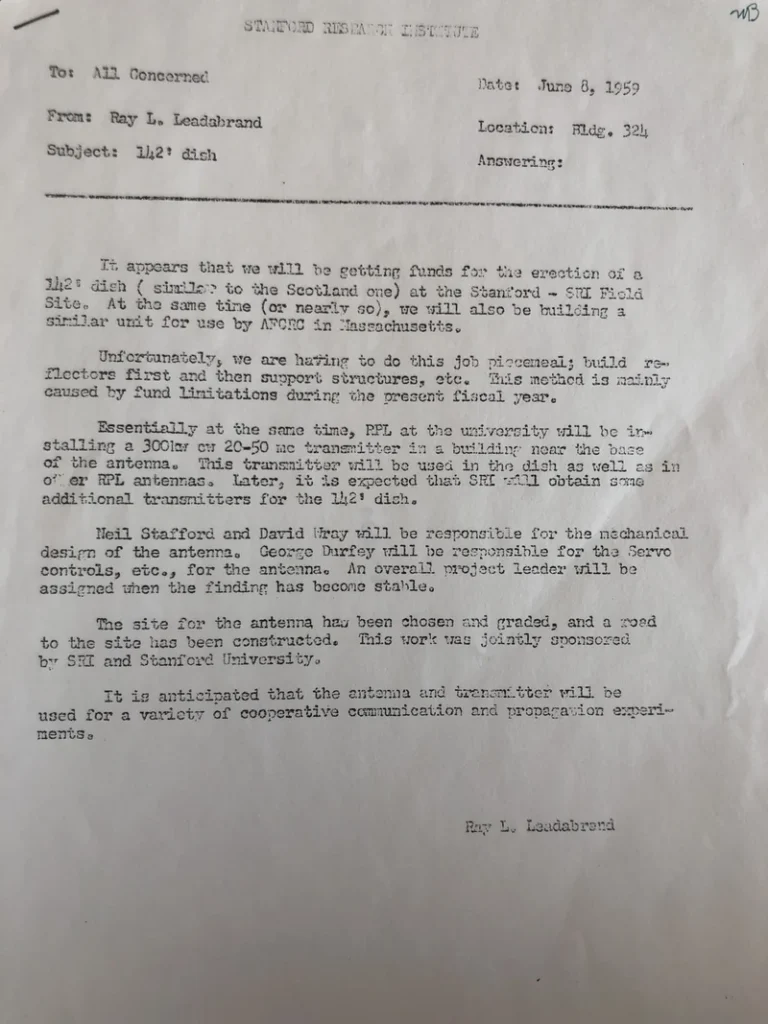 WB
STANFORD RESEARCH INSTITUTE
To: All Concerned
Date: June 8, 1959
From: Ray L. Leadabrand
Location: Bldg. 324
Subject: 142' dish
Answering:
It appears that we will be getting funds for the erection of a
142' dish ( similar to the Scotland one) at the Stanford - SRI Field
Site. At the same time (or nearly so), we will also be building a
similar unit for use by AFCRC in Massachusetts.
Unfortunately, we are having to do this job piecemeal; build re-
flectors first and then support structures, etc. This method is mainly
caused by fund limitations during the present fiscal year.
Essentially at the same time, RPL at the university will be in-
stalling a 300kw cw 20-50 mc transmitter in a building near the base
of the antenna. This transmitter will be used in the dish as well as in
other RPL antennas. Later, it is expected that SRI will obtain some
additional transmitters for the 142' dish.
Neil Stafford and David Wray will be responsible for the mechanical
design of the antenna. George Durfey will be responsible for the Servo
controls, etc., for the antenna. An overall project leader will be
assigned when the finding has become stable.
The site for the antenna has been chosen and graded, and a road
to the site has been constructed. This work was jointly sponsored
by SRI and Stanford University.
It is anticipated that the antenna and transmitter will be
used for a variety of cooperative communication and propagation experi-
ments.
Ray L. Leadabrand